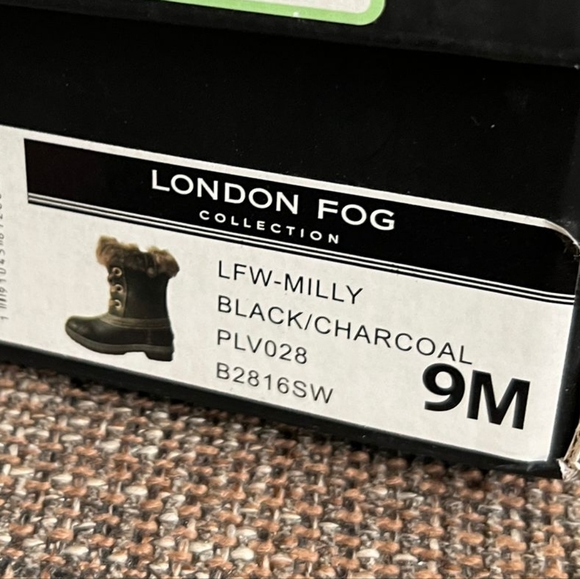 LONDON FOG
COLLECTION
LFW-MILLY
BLACK/CHARCOAL
PLV028
B2816SW
9M